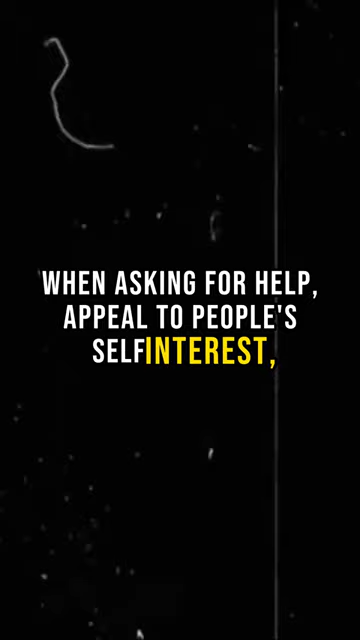 WHEN ASKING FOR HELP,
APPEAL TO PEOPLE'S
SELFINTEREST,